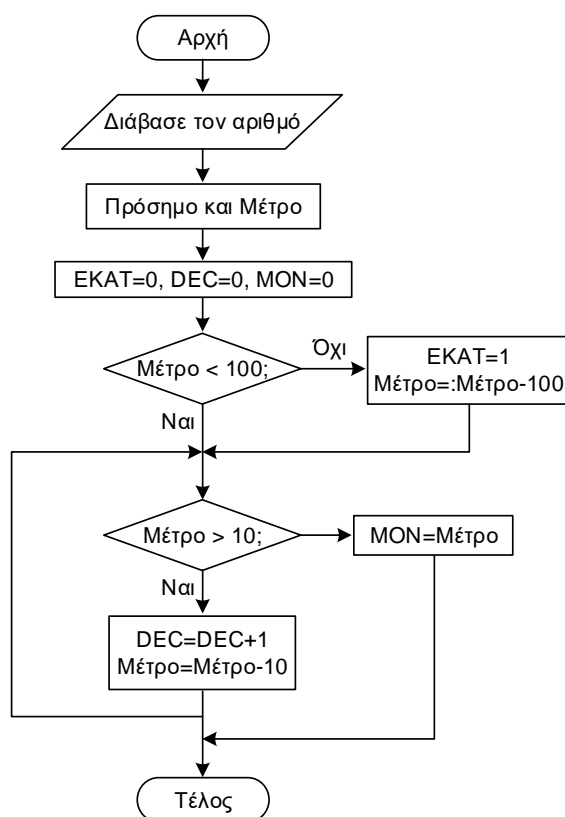 Αρχή
Διάβασε τον αριθμό
Πρόσημο και Μέτρο
EKAT=0, DEC=0, MON=0
Μέτρο < 100;
Όχι
EKAT=1
Μέτρο=:Μέτρο-100
Ναι
Μέτρο > 10;
MON=Μέτρο
Ναι
DEC=DEC+1
Μέτρο=Μέτρο-10
Τέλος